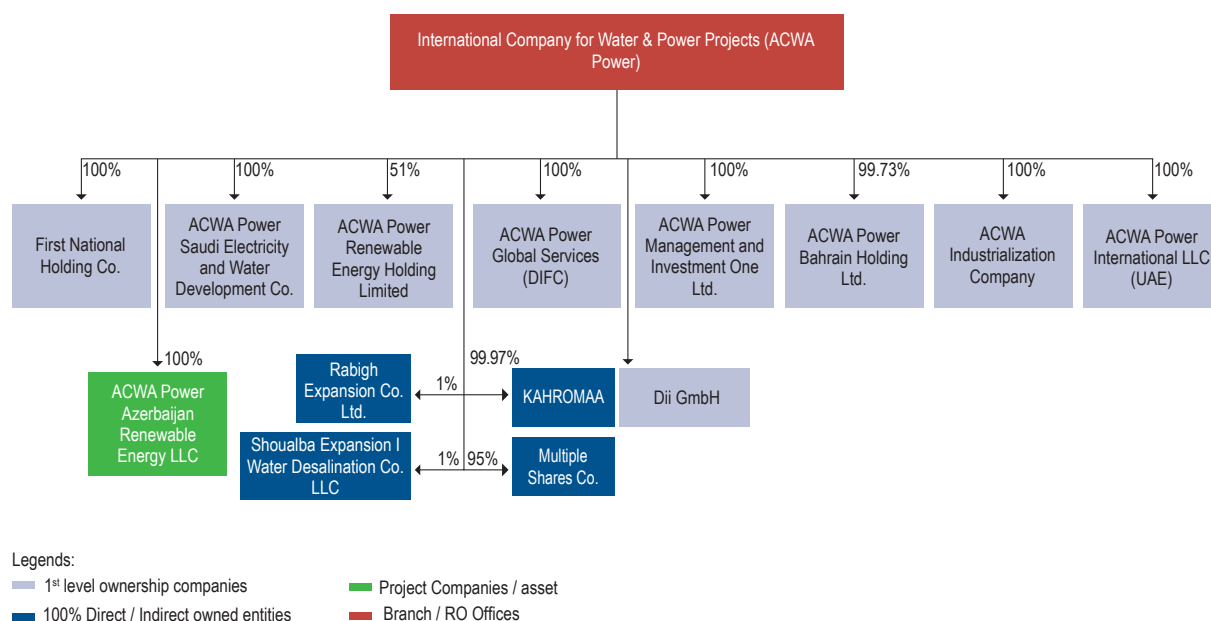 International Company for Water & Power Projects (ACWA
Power)
100%
100%
51%
100%
100%
99.73%
100%
100%
First National
Holding Co.
ACWA Power
Saudi Electricity
and Water
Development Co.
ACWA Power
Renewable
Energy Holding
Limited
ACWA Power
Global Services
(DIFC)
ACWA Power
Management and
Investment One
Ltd.
ACWA Power
Bahrain Holding
Ltd.
ACWA
Industrialization
Company
ACWA Power
International LLC
(UAE)
100%
ACWA Power
Azerbaijan
Renewable
Energy LLC
Rabigh
Expansion Co.
Ltd.
1%
99.97%
KAHROMAA
Dii GmbH
Shoualba Expansion I
Water Desalination Co.
LLC
1%
95%
Multiple
Shares Co.
Legends:
1st level ownership companies
Project Companies / asset
100% Direct / Indirect owned entities
Branch / RO Offices